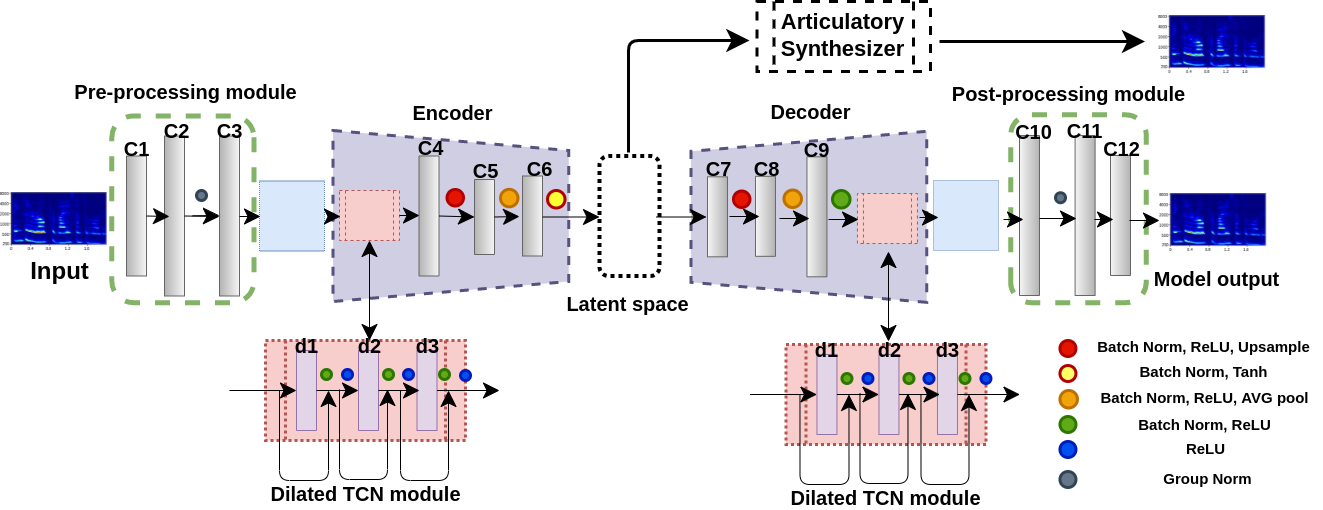 Articulatory
Synthesizer
Pre-processing module
Encoder
Decoder
Post-processing module
C1
C2
C3
C4
C5
C6
C7
C8
C9
C10
C11
C12
Input
Latent space
Model output
d1
d2
d3
Dilated TCN module
d1
d2
d3
Dilated TCN module
Batch Norm, ReLU, Upsample
Batch Norm, Tanh
Batch Norm, ReLU, AVG pool
Batch Norm, ReLU
ReLU
Group Norm